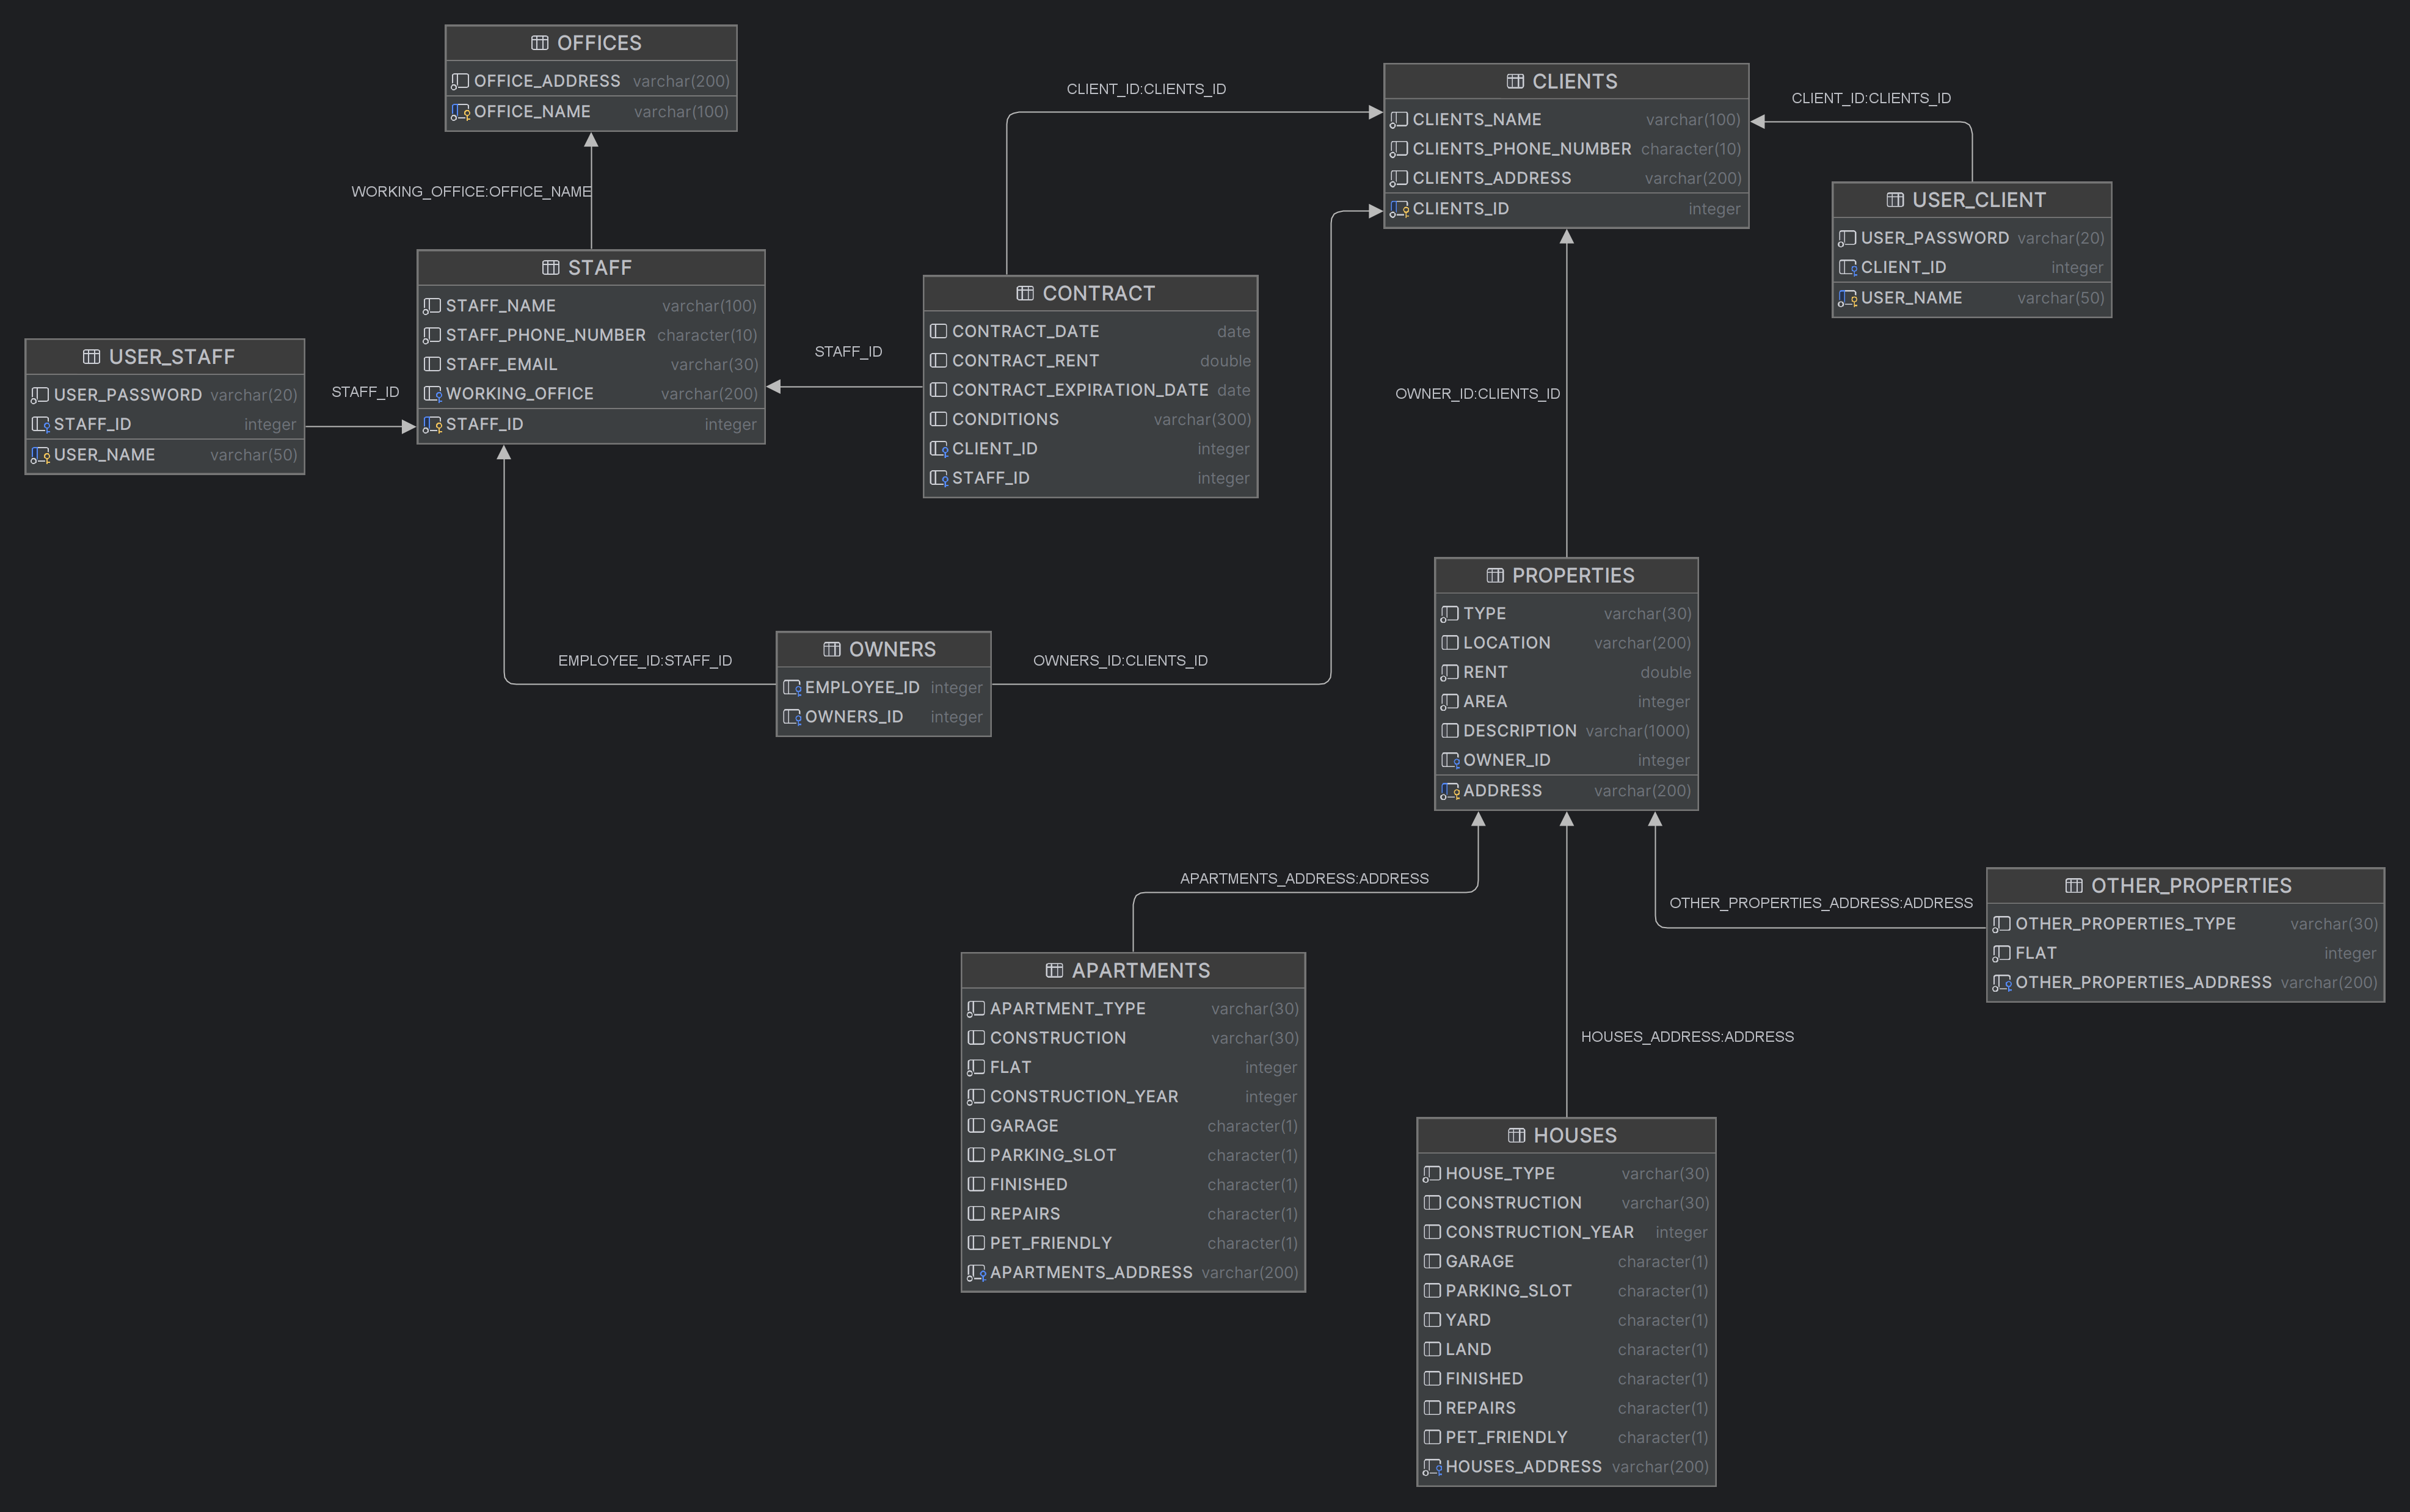 OFFICES
OFFICE_ADDRESS varchar(200)
OFFICE_NAME varchar(100)
WORKING_OFFICE:OFFICE_NAME
STAFF
STAFF_NAME varchar(100)
STAFF_PHONE_NUMBER character(10)
STAFF_EMAIL varchar(30)
WORKING_OFFICE varchar(200)
STAFF_ID integer
USER_STAFF
USER_PASSWORD varchar(20)
STAFF_ID integer
USER_NAME varchar(50)
STAFF_ID
CLIENT_ID:CLIENTS_ID
CONTRACT
CONTRACT_DATE date
CONTRACT_RENT double
CONTRACT_EXPIRATION_DATE date
CONDITIONS varchar(300)
CLIENT_ID integer
STAFF_ID integer
STAFF_ID
CLIENTS
CLIENTS_NAME varchar(100)
CLIENTS_PHONE_NUMBER character(10)
CLIENTS_ADDRESS varchar(200)
CLIENTS_ID integer
CLIENT_ID:CLIENTS_ID
USER_CLIENT
USER_PASSWORD varchar(20)
CLIENT_ID integer
USER_NAME varchar(50)
OWNER_ID:CLIENTS_ID
EMPLOYEE_ID:STAFF_ID
OWNERS
EMPLOYEE_ID integer
OWNERS_ID integer
OWNERS_ID:CLIENTS_ID
PROPERTIES
TYPE varchar(30)
LOCATION varchar(200)
RENT double
AREA integer
DESCRIPTION varchar(1000)
OWNER_ID integer
ADDRESS varchar(200)
APARTMENTS_ADDRESS:ADDRESS
OTHER_PROPERTIES_ADDRESS:ADDRESS
OTHER_PROPERTIES
OTHER_PROPERTIES_TYPE varchar(30)
FLAT integer
OTHER_PROPERTIES_ADDRESS varchar(200)
APARTMENTS
APARTMENT_TYPE varchar(30)
CONSTRUCTION varchar(30)
FLAT integer
CONSTRUCTION_YEAR integer
GARAGE character(1)
PARKING_SLOT character(1)
FINISHED character(1)
REPAIRS character(1)
PET_FRIENDLY character(1)
APARTMENTS_ADDRESS varchar(200)
HOUSES_ADDRESS:ADDRESS
HOUSES
HOUSE_TYPE varchar(30)
CONSTRUCTION varchar(30)
CONSTRUCTION_YEAR integer
GARAGE character(1)
PARKING_SLOT character(1)
YARD character(1)
LAND character(1)
FINISHED character(1)
REPAIRS character(1)
PET_FRIENDLY character(1)
HOUSES_ADDRESS varchar(200)